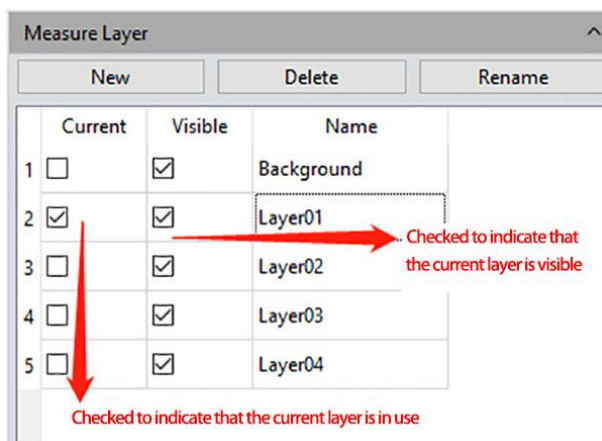 Measure Layer
New Delete Rename
Current Visible Name
1 Background
2 Layer01
Checked to indicate that
3 Layer02
the current layer is visible
4 Layer03
5 Layer04
Checked to indicate that the current layer is in use